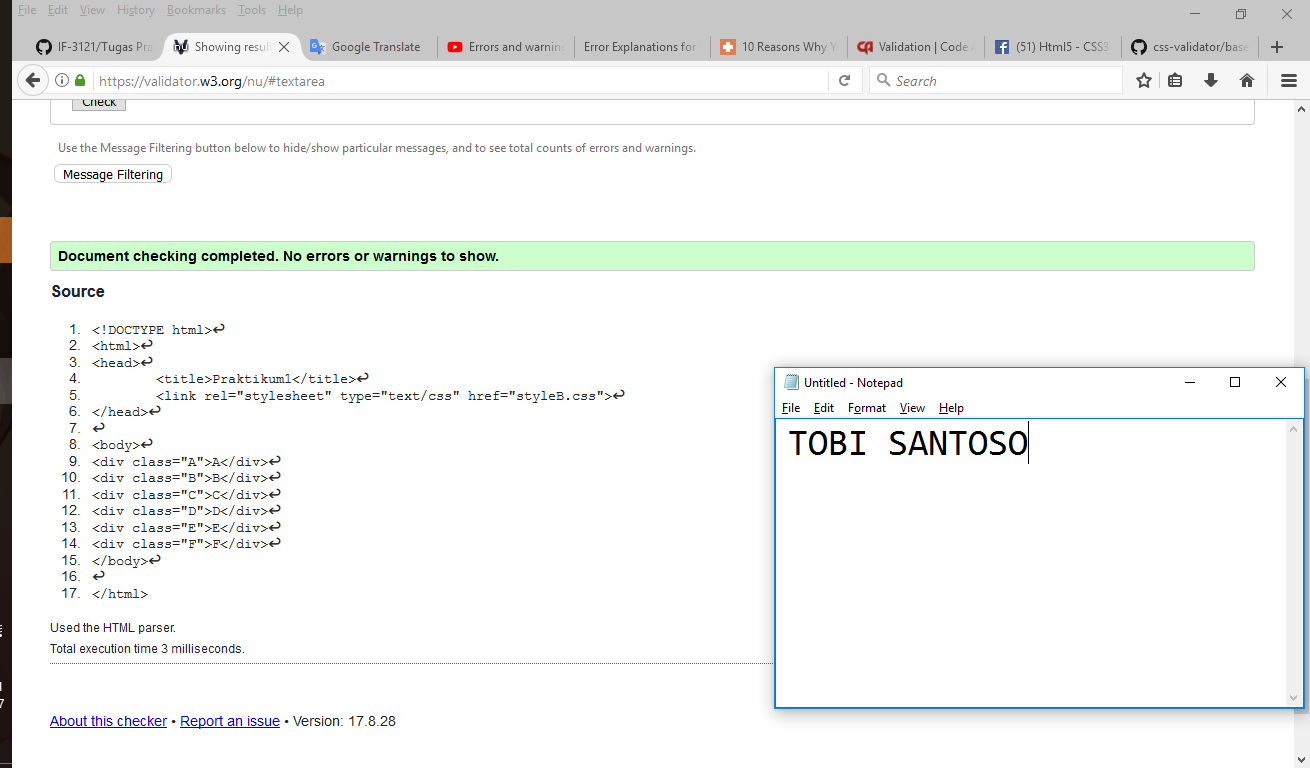 File Edit View History Bookmarks Tools Help
IF-3121/Tugas Pra
Showing result
Google Translate
Errors and warning
Error Explanations for
10 Reasons Why Y
Validation | Code
(51) Html5 - CSS3
css-validator/base
https://validator.w3.org/nu/#textarea
Search
Check
Use the Message Filtering button below to hide/show particular messages, and to see total counts of errors and warnings.
Message Filtering
Document checking completed. No errors or warnings to show.
Source
1. <!DOCTYPE html>↩
2. <html>↩
3. <head>↩
4. <title>Praktikum1</title>↩
5. <link rel="stylesheet" type="text/css" href="styleB.css">↩
6. </head>↩
7. ↩
8. <body>↩
9. <div class="A">A</div>↩
10. <div class="B">B</div>↩
11. <div class="C">C</div>↩
12. <div class="D">D</div>↩
13. <div class="E">E</div>↩
14. <div class="F">F</div>↩
15. </body>↩
16. ↩
17. </html>
Used the HTML parser.
Total execution time 3 milliseconds.
About this checker • Report an issue • Version: 17.8.28
Untitled - Notepad
File Edit Format View Help
TOBI SANTOSO